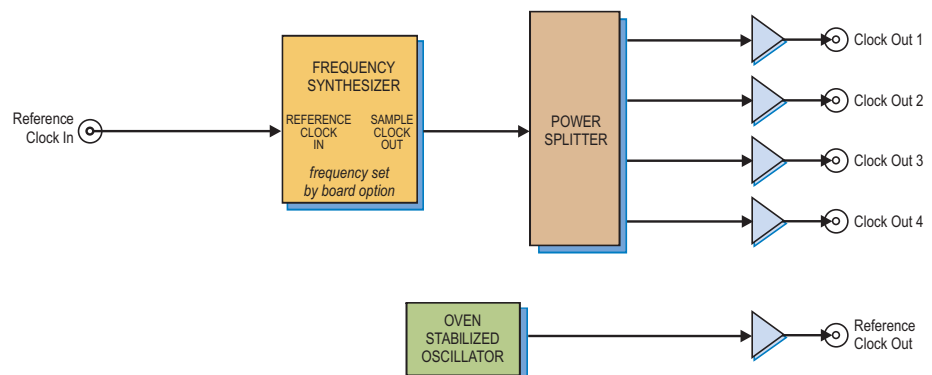 Reference
Clock In
FREQUENCY
SYNTHESIZER
REFERENCE
CLOCK
IN
SAMPLE
CLOCK
OUT
frequency set
by board option
POWER
SPLITTER
Clock Out 1
Clock Out 2
Clock Out 3
Clock Out 4
OVEN
STABILIZED
OSCILLATOR
Reference
Clock Out